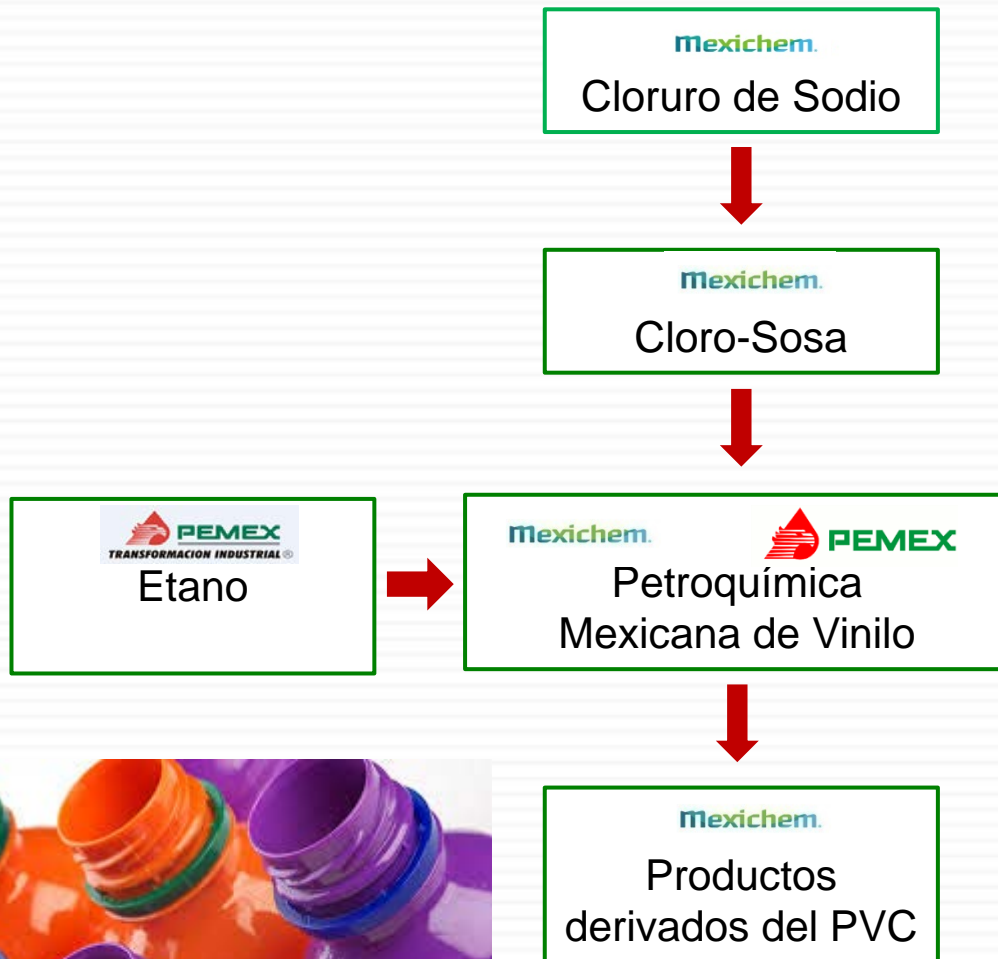 mexichem.
Cloruro de Sodio
mexichem.
Cloro-Sosa
PEMEX
TRANSFORMACION INDUSTRIAL ®
Etano
mexichem.
PEMEX
Petroquímica
Mexicana de Vinilo
mexichem.
Productos
derivados del PVC